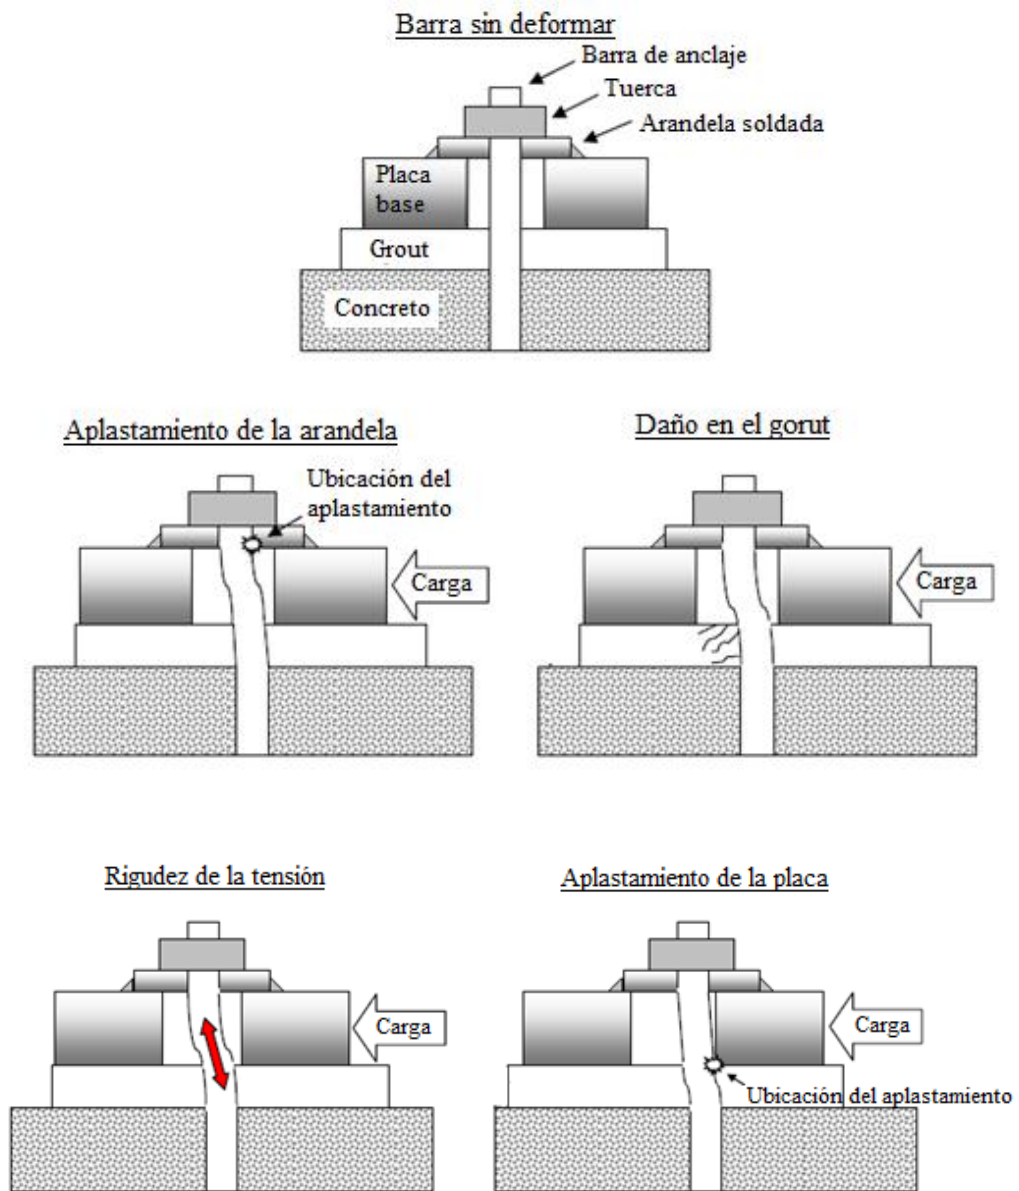 Barra sin deformar
Barra de anclaje
Tuerca
Arandela soldada
Placa
base
Grout
Concreto
Aplastamiento de la arandela
Ubicación del
aplastamiento
Carga
Daño en el gorut
Carga
Rigudez de la tensión
Carga
Aplastamiento de la placa
Carga
Ubicación del aplastamiento